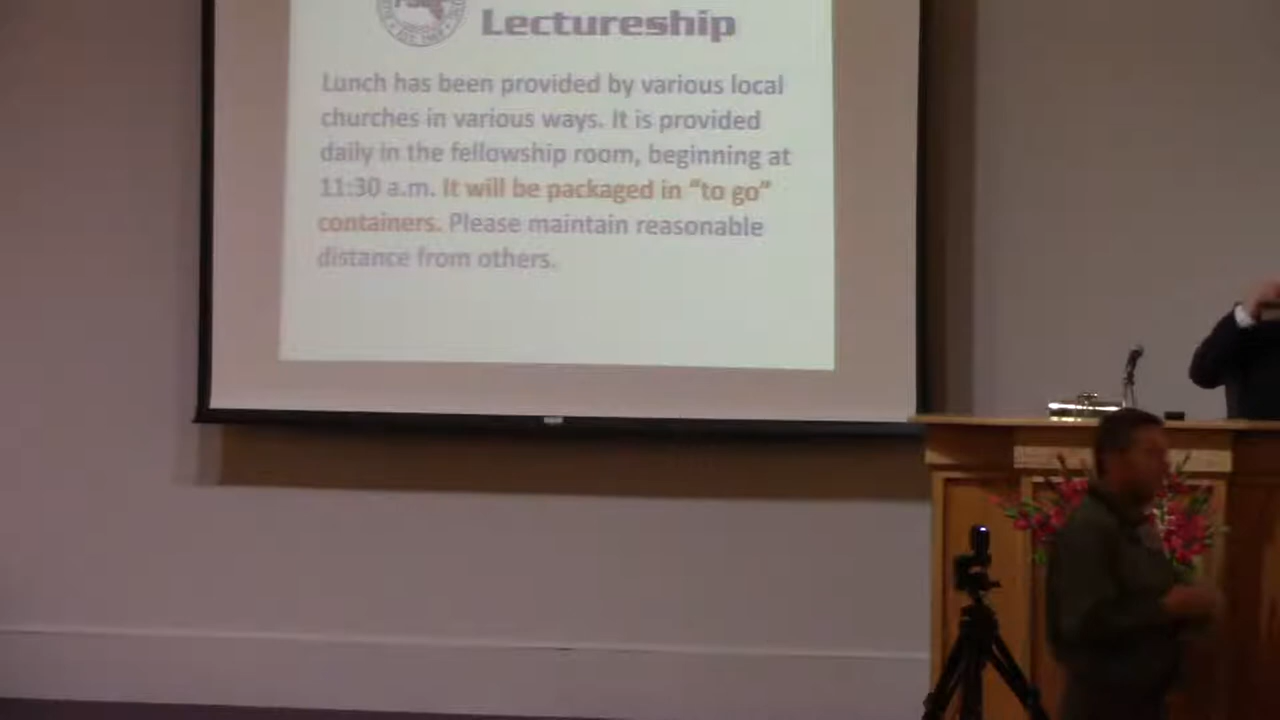 Lectureship
Lunch has been provided by various local
churches in various ways. It is provided
daily in the fellowship room, beginning at
11:30 a.m. It will be packaged in “to go”
containers. Please maintain reasonable
distance from others.